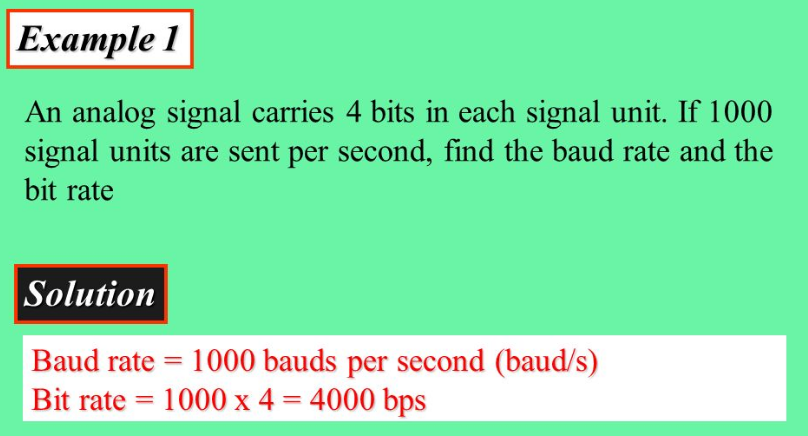 Example 1
An analog signal carries 4 bits in each signal unit. If 1000
signal units are sent per second, find the baud rate and the
bit rate
Solution
Baud rate = 1000 bauds per second (baud/s)
Bit rate = 1000 x 4 = 4000 bps